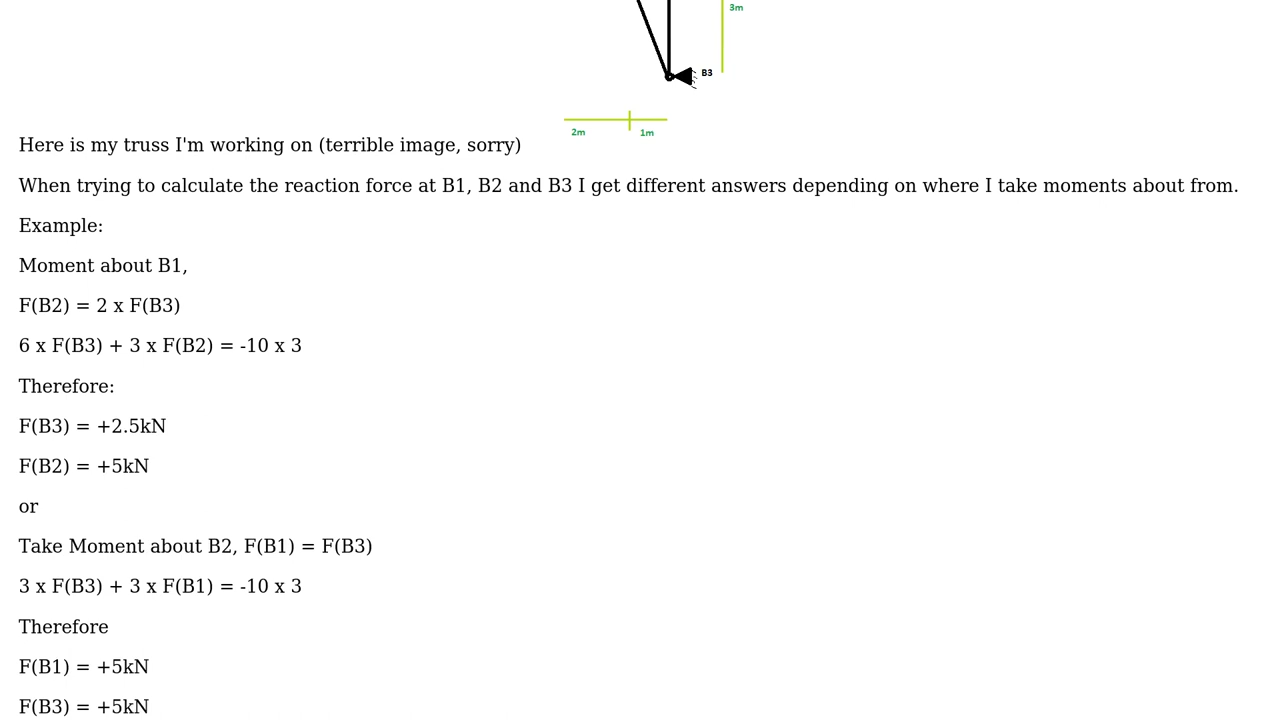 3m
B3
2m
1m
Here is my truss I'm working on (terrible image, sorry)
When trying to calculate the reaction force at B1, B2 and B3 I get different answers depending on where I take moments about from.
Example:
Moment about B1,
F(B2) = 2 x F(B3)
6 x F(B3) + 3 x F(B2) = -10 x 3
Therefore:
F(B3) = +2.5kN
F(B2) = +5kN
or
Take Moment about B2, F(B1) = F(B3)
3 x F(B3) + 3 x F(B1) = -10 x 3
Therefore
F(B1) = +5kN
F(B3) = +5kN